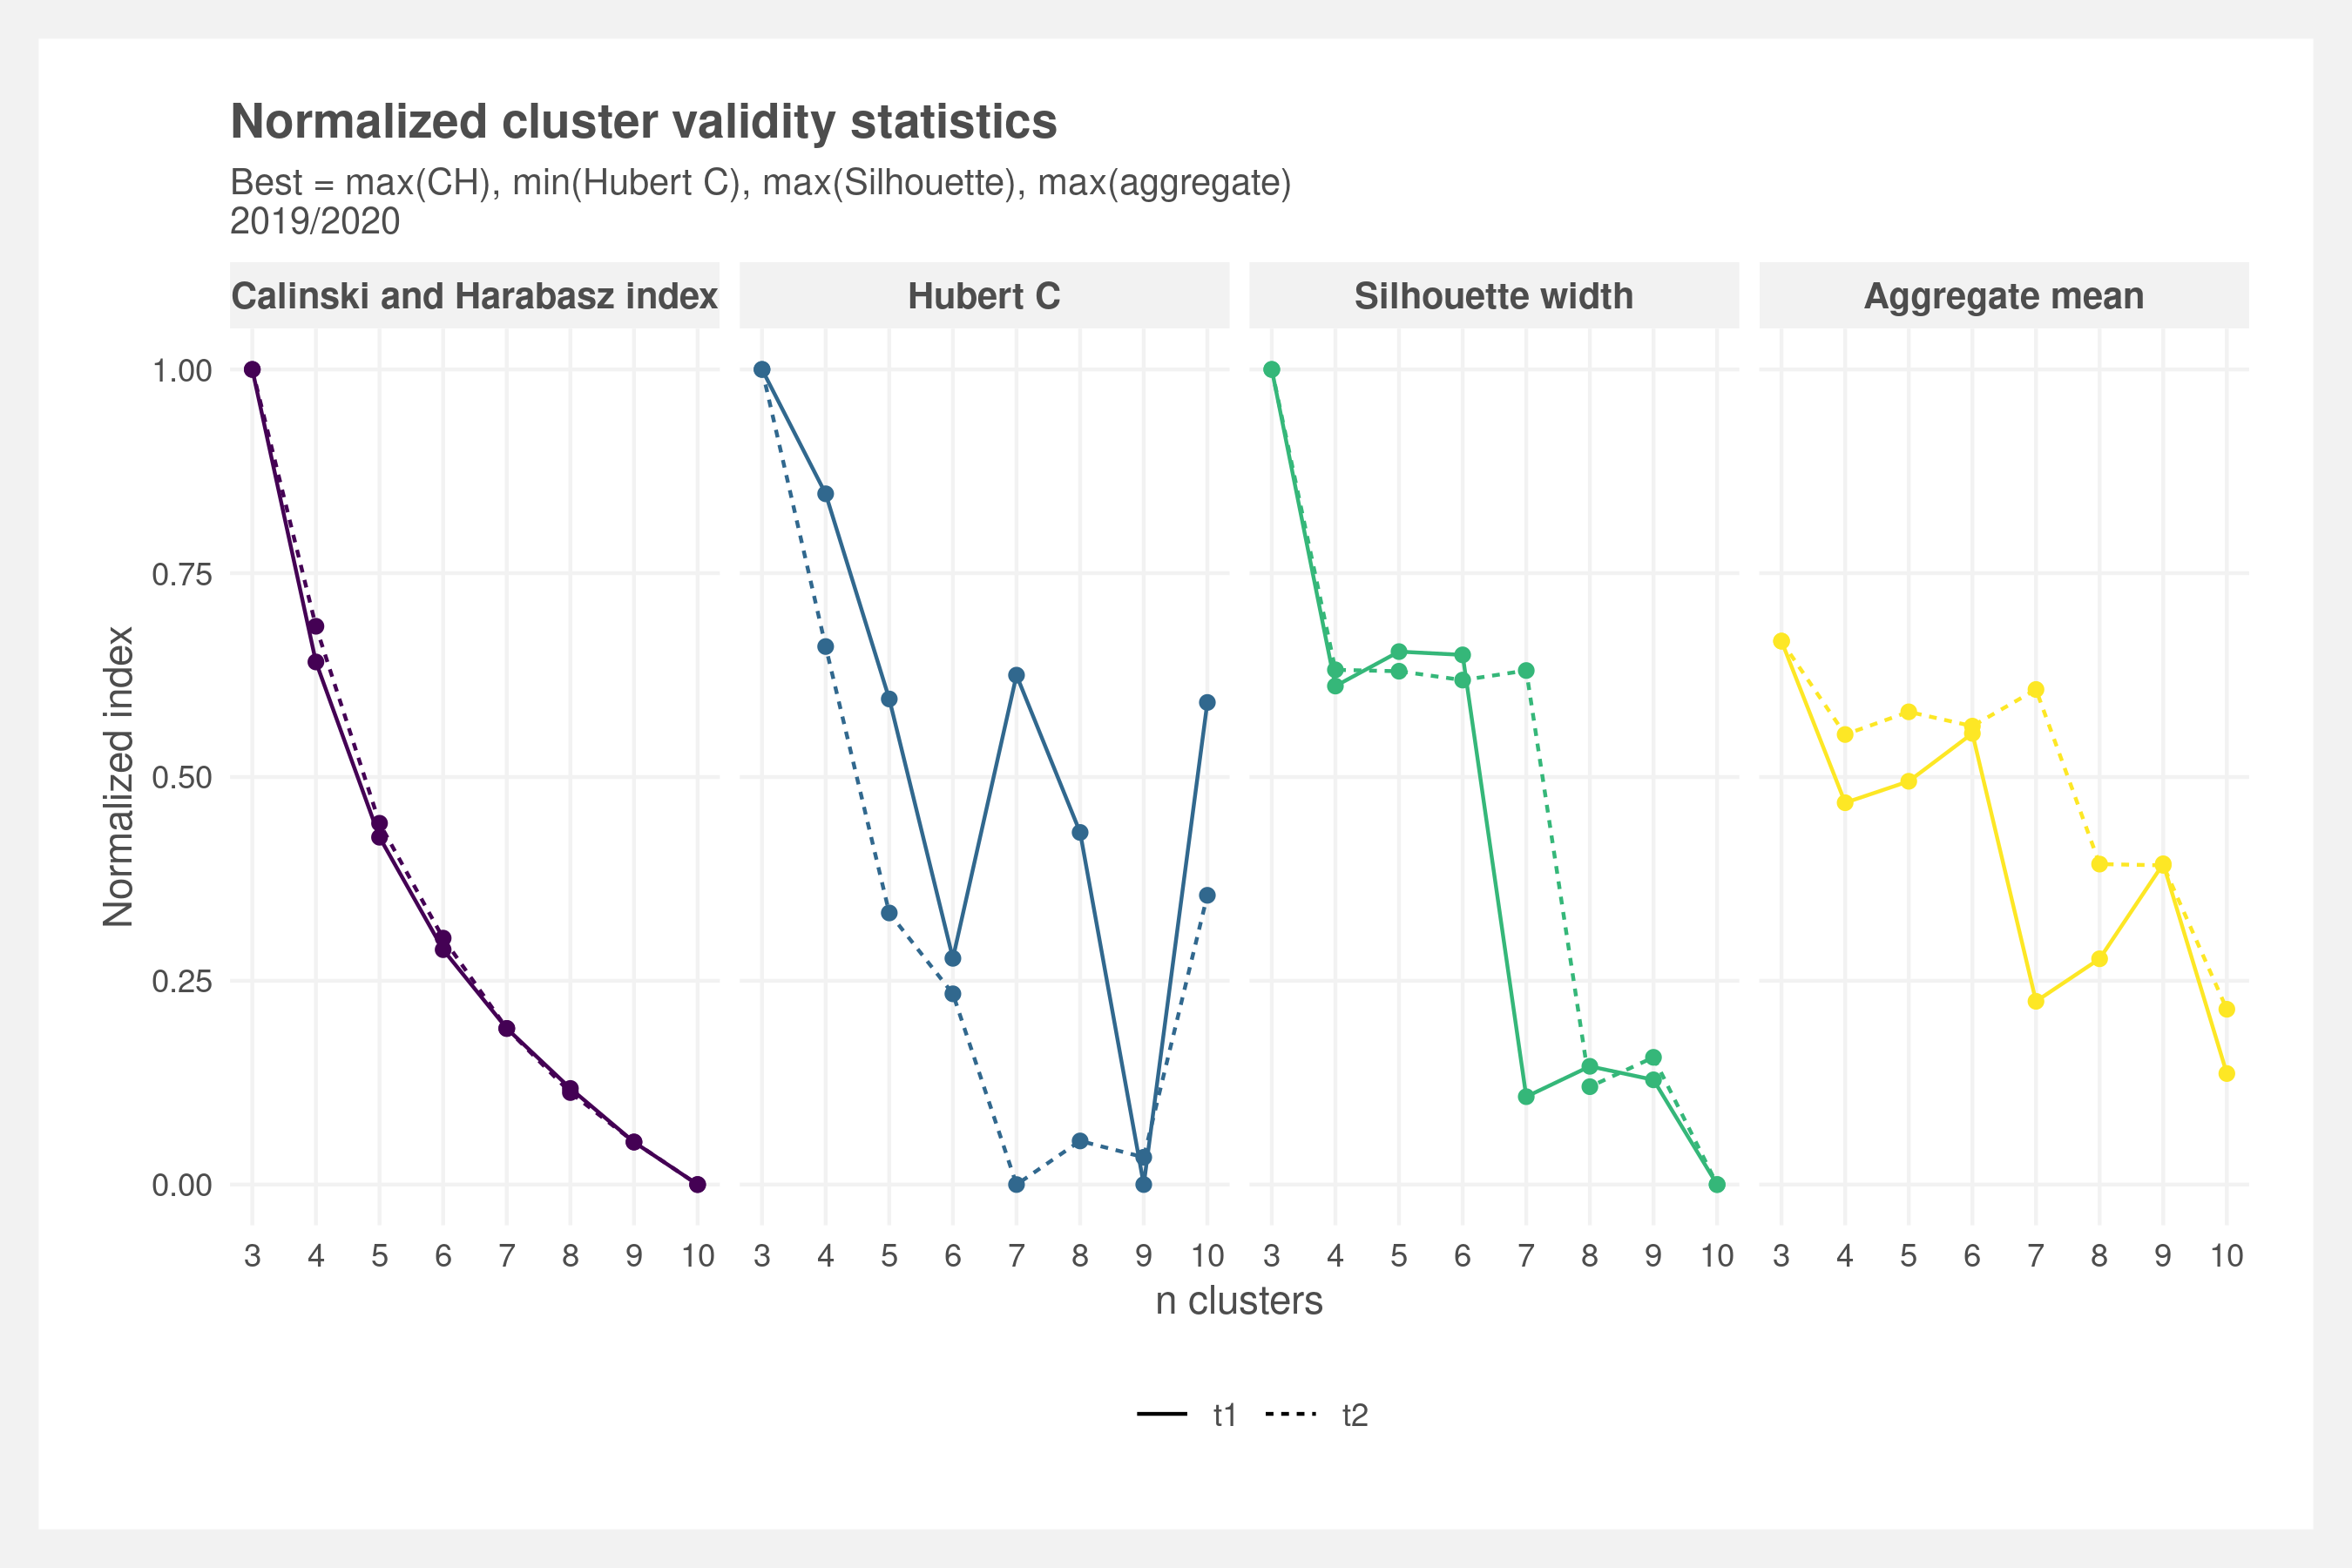 Normalized cluster validity statistics
Best = max(CH), min(Hubert C), max(Silhouette), max(aggregate)
2019/2020
Calinski and Harabasz index Hubert C Silhouette width Aggregate mean
Normalized index
1.00
0.75
0.50
0.25
0.00
3 4 5 6 7 8 9 10 3 4 5 6 7 8 9 10 3 4 5 6 7 8 9 10 3 4 5 6 7 8 9 10
n clusters
t1 t2